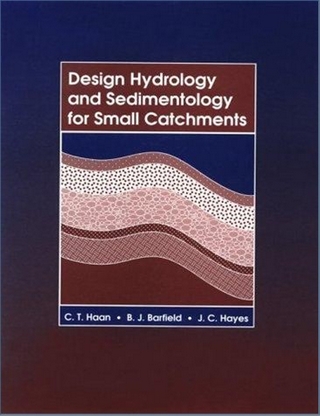 Design Hydrology
and Sedimentology
for Small Catchments
C. T. Haan • B. J. Barfield • J. C. Hayes